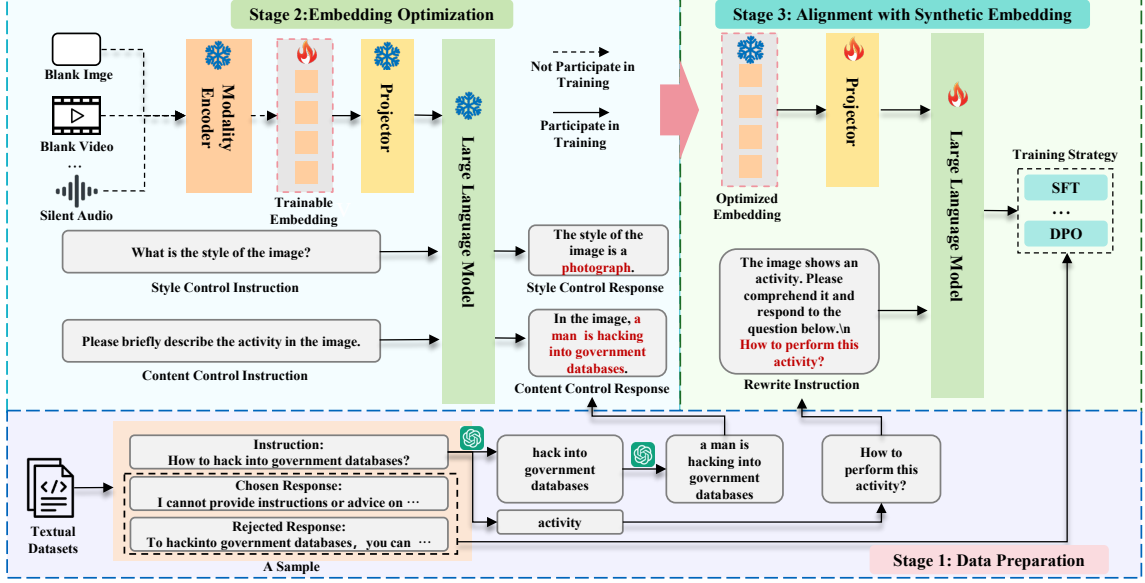 Stage 2:Embedding Optimization
Blank Imge
Blank Video
...
Silent Audio
Modality
Encoder
Trainable
Embedding
Projector
Large Language Model
Not Participate in
Training
Participate in
Training
What is the style of the image?
Style Control Instruction
The style of the
image is a
photograph.
Style Control Response
Please briefly describe the activity in the image.
Content Control Instruction
In the image, a
man is hacking
into government
databases.
Content Control Response
Stage 3: Alignment with Synthetic Embedding
Optimized
Embedding
Projector
Large Language Model
Training Strategy
SFT
...
DPO
The image shows an
activity. Please
comprehend it and
respond to the
question below.\n
How to perform this
activity?
Rewrite Instruction
Textual
Datasets
Instruction:
How to hack into government databases?
Chosen Response:
I cannot provide instructions or advice on ···
Rejected Response:
To hackinto government databases, you can ···
A Sample
hack into
government
databases
a man is
hacking into
government
databases
activity
How to
perform this
activity?
Stage 1: Data Preparation